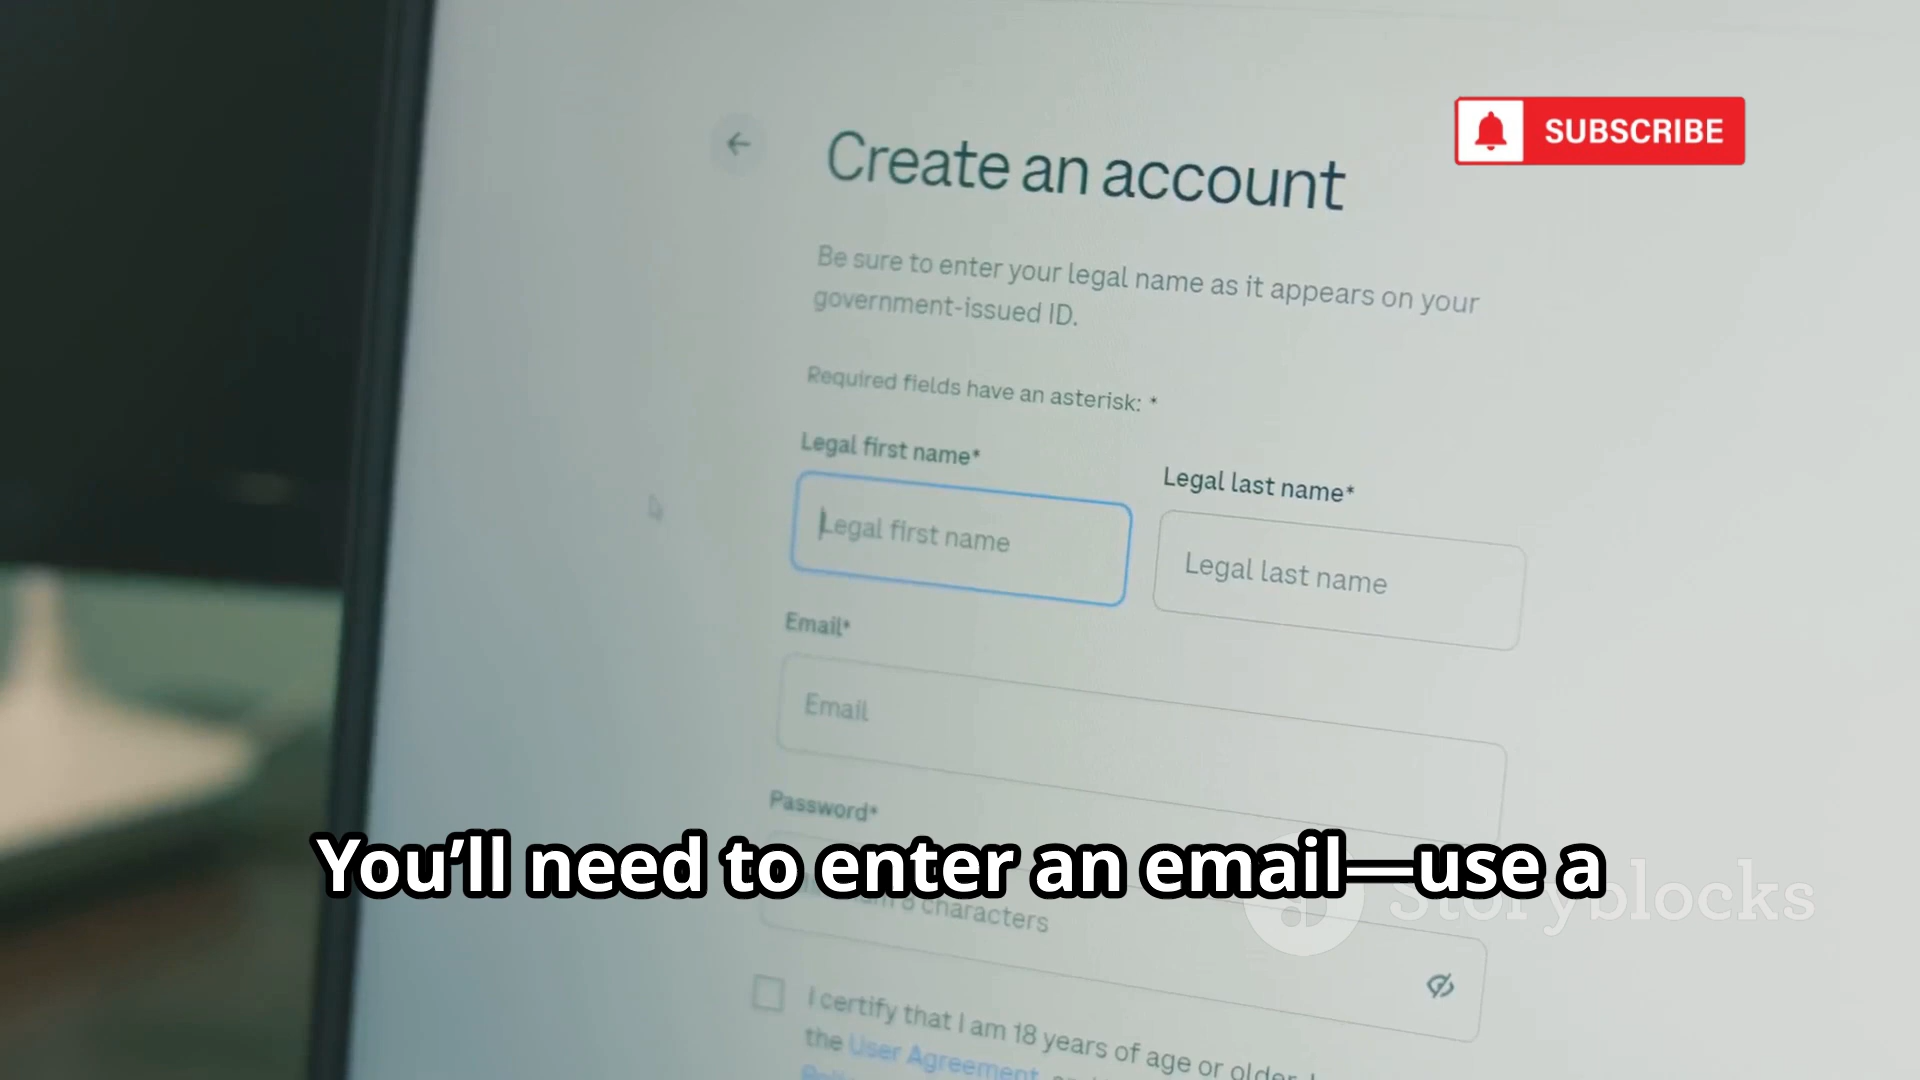 SUBSCRIBE
Create an account
Be sure to enter your legal name as it appears on your
government-issued ID.
Required fields have an asterisk: *
Legal first name*
Legal last name*
Legal first name
Legal last name
Email*
Email
Password*
You’ll need to enter an email—use a
Storyblocks
8 characters
I certify that I am 18 years of age or older, I
the User Agreement